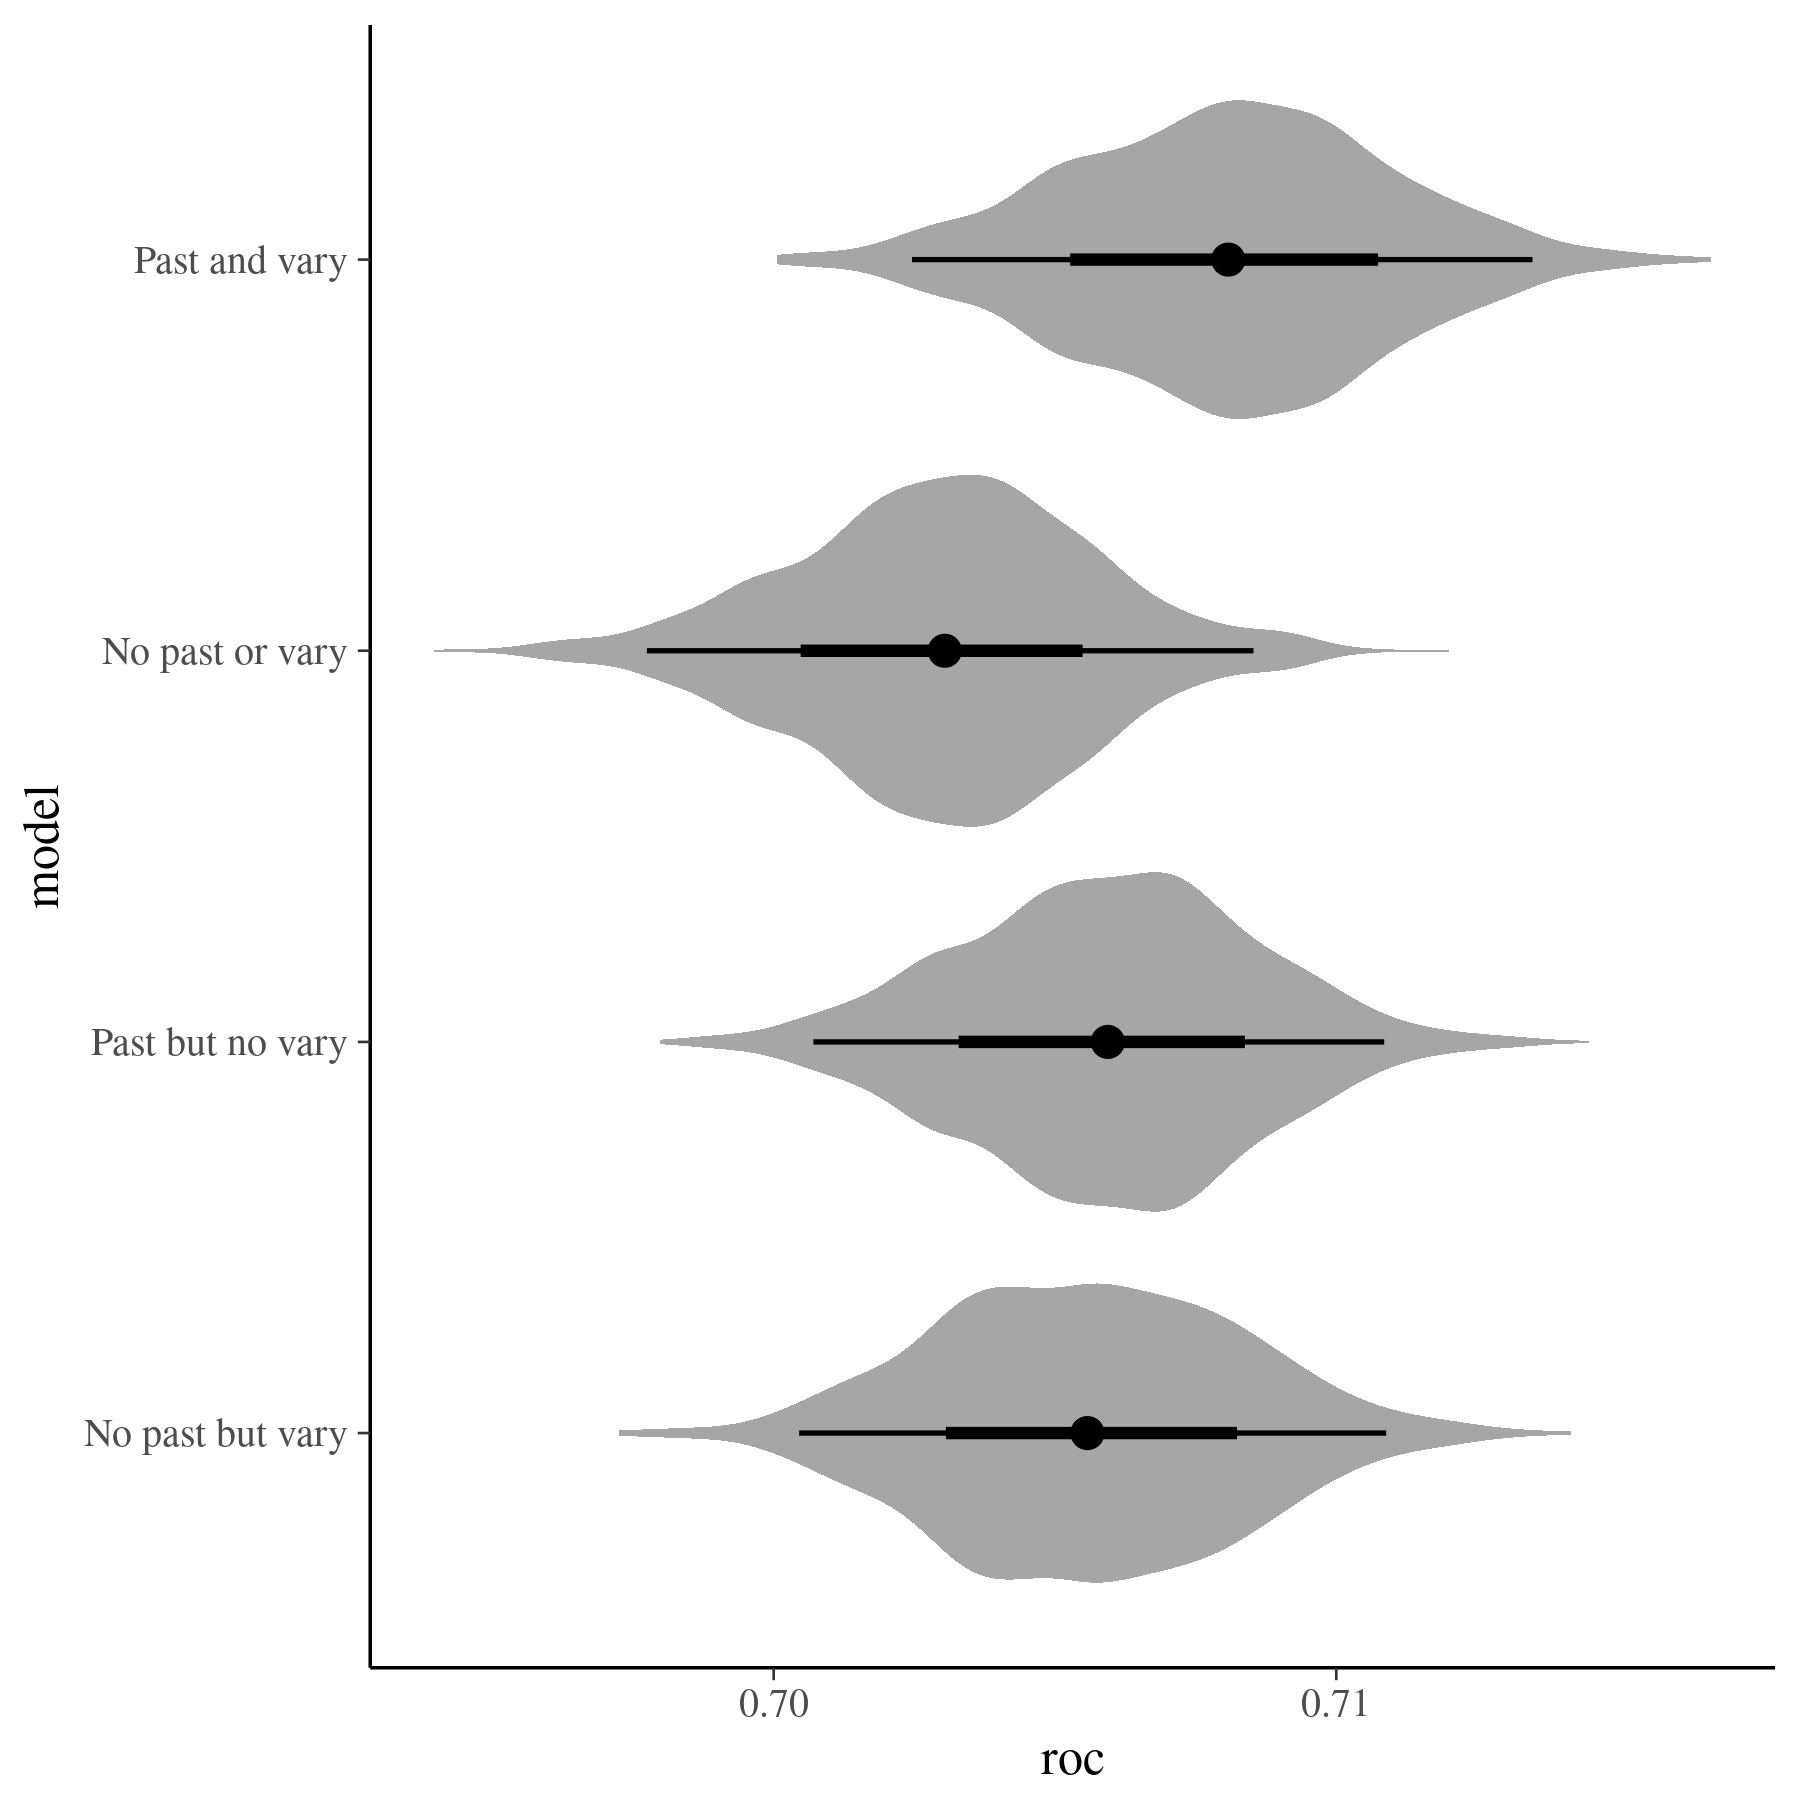 Past and vary
No past or vary
Past but no vary
No past but vary
model
0.70
0.71
roc